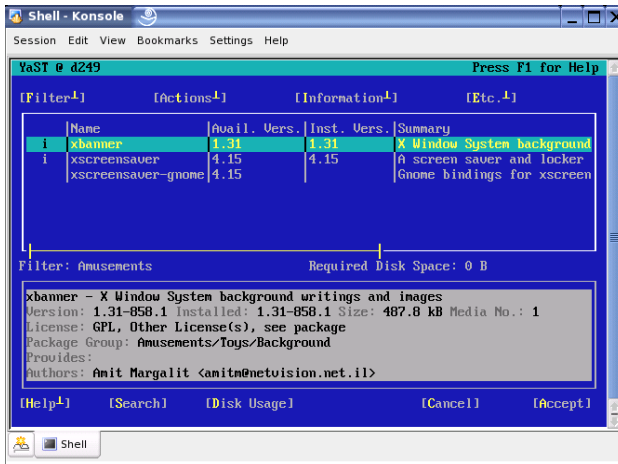 Shell - Konsole
Session Edit View Bookmarks Settings Help
YaST @ d249 Press F1 for Help
[Filter┴] [Actions┴] [Information┴] [Etc.┴]
|Name |Avail. Vers.|Inst. Vers.|Summary
i |xbanner |1.31 |1.31 |X Window System background
i |xscreensaver |4.15 |4.15 |A screen saver and locker
|xscreensaver-gnome|4.15 | |Gnome bindings for xscreen
Filter: Amusements Required Disk Space: 0 B
xbanner - X Window System background writings and images
Version: 1.31-858.1 Installed: 1.31-858.1 Size: 487.8 kB Media No.: 1
License: GPL, Other License(s), see package
Package Group: Amusements/Toys/Background
Provides:
Authors: Amit Margalit <amitm@netvision.net.il>
[Help┴] [Search] [Disk Usage] [Cancel] [Accept]
Shell